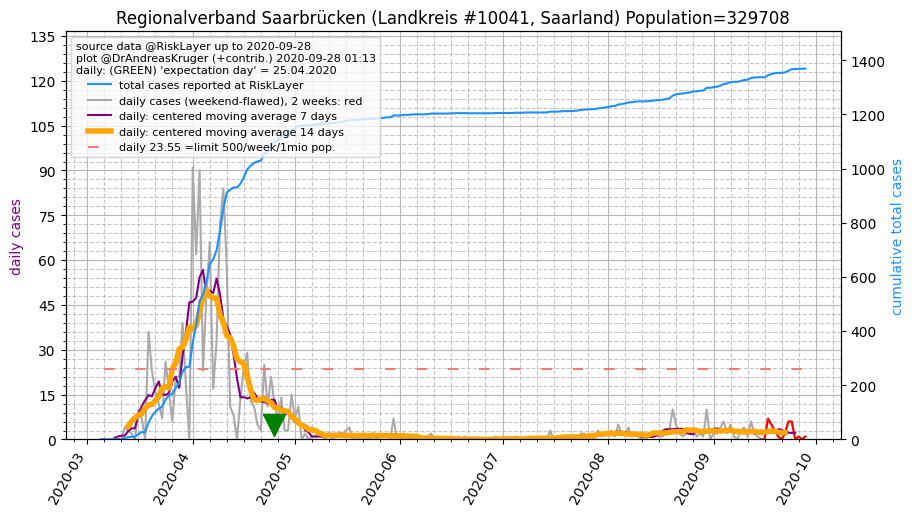 Regionalverband Saarbrücken (Landkreis #10041, Saarland) Population=329708
source data @RiskLayer up to 2020-09-28
plot @DrAndreasKruger (+contrib.) 2020-09-28 01:13
daily: (GREEN) 'expectation day' = 25.04.2020
total cases reported at RiskLayer
daily cases (weekend-flawed), 2 weeks: red
daily: centered moving average 7 days
daily: centered moving average 14 days
daily 23.55 =limit 500/week/1mio pop.
daily cases
135
120
105
90
75
60
45
30
15
0
cumulative total cases
1400
1200
1000
800
600
400
200
0
2020-03
2020-04
2020-05
2020-06
2020-07
2020-08
2020-09
2020-10